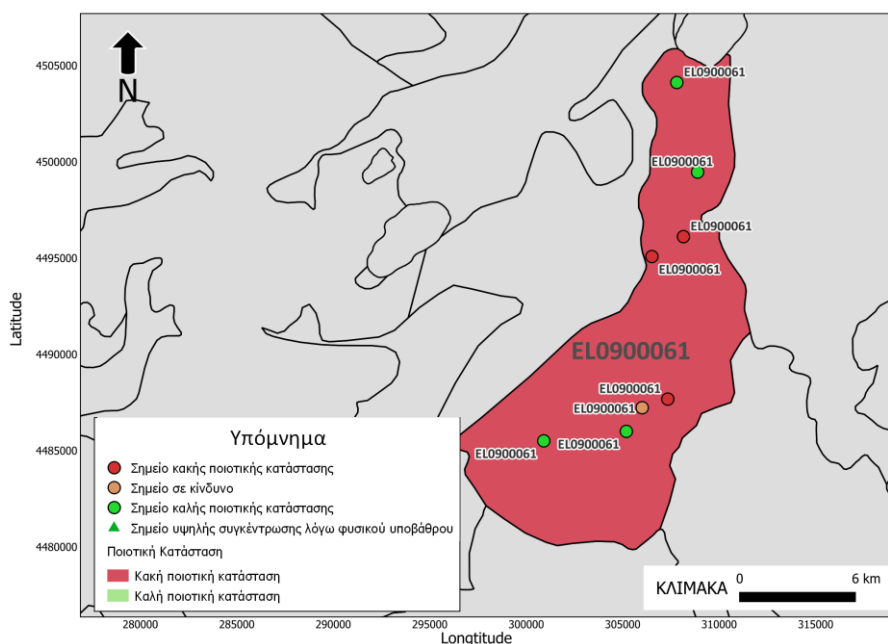 N
4505000
4500000
4495000
4490000
4485000
4480000
Latitude
EL0900061
EL0900061
EL0900061
EL0900061
EL0900061
EL0900061
EL0900061
EL0900061
EL0900061
Υπόμνημα
Σημείο κακής ποιοτικής κατάστασης
Σημείο σε κίνδυνο
Σημείο καλής ποιοτικής κατάστασης
Σημείο υψηλής συγκέντρωσης λόγω φυσικού υποβάθρου
Ποιοτική Κατάσταση
Κακή ποιοτική κατάσταση
Καλή ποιοτική κατάσταση
ΚΛΙΜΑΚΑ 0 6 km
280000 285000 290000 295000 300000 305000 310000 315000
Longtitude